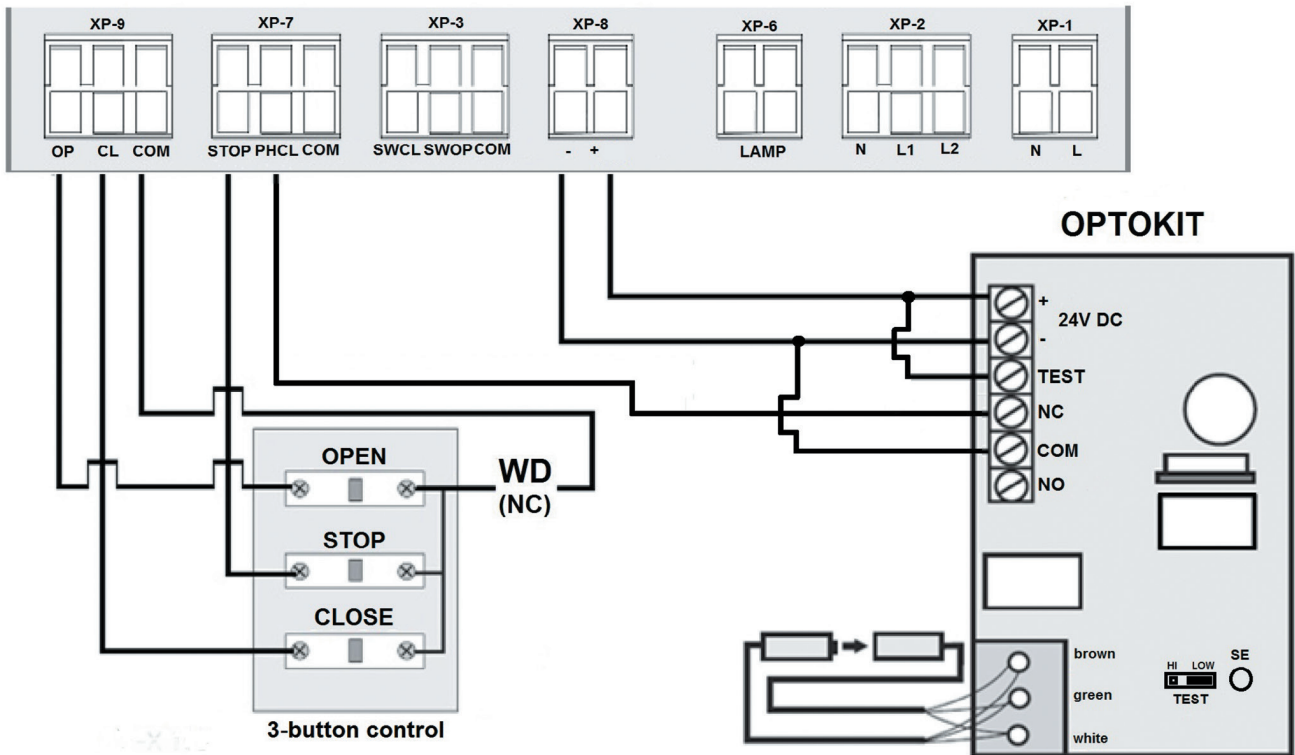 XP-9 XP-7 XP-3 XP-8 XP-6 XP-2 XP-1
OP CL COM STOP PHCL COM SWCL SWOP COM - + LAMP N L1 L2 N L
OPTOKIT
+
24V DC
-
TEST
NC
COM
NO
OPEN
WD
(NC)
STOP
CLOSE
3-button control
brown
green
white
HI LOW
TEST
SE